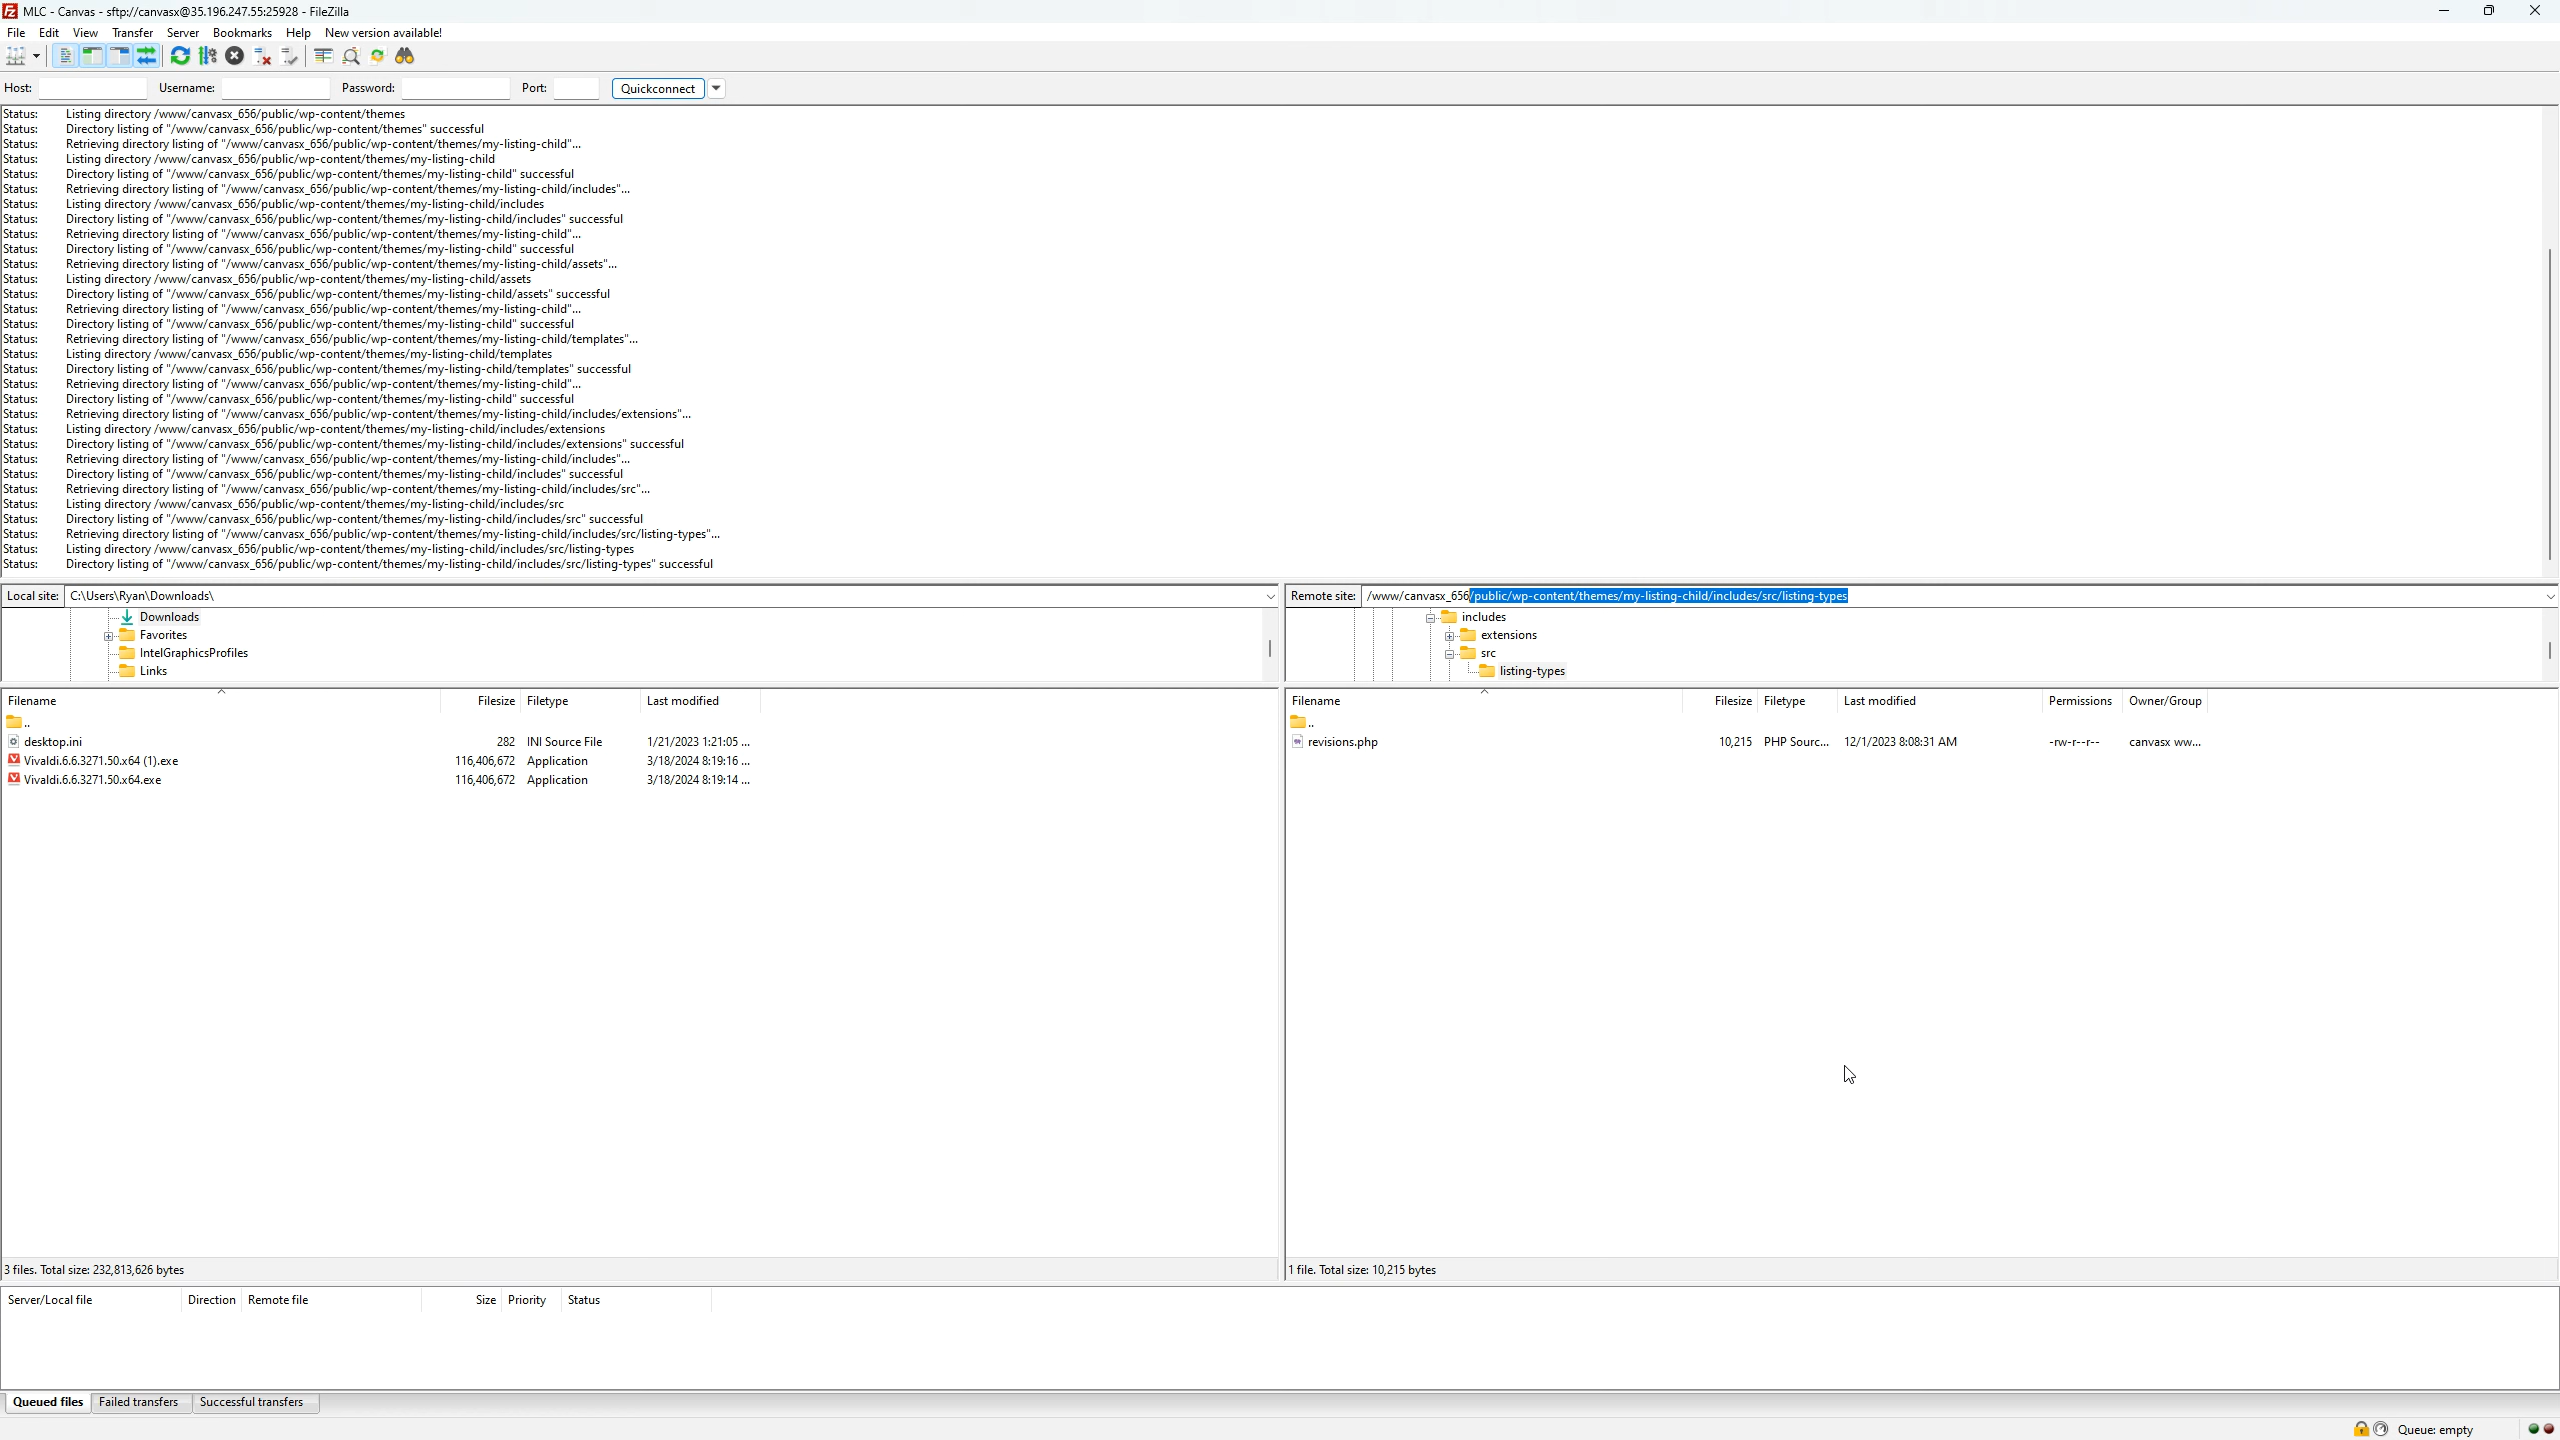 MLC - Canvas - sftp://canvasx@35.196.247.55:25928 - FileZilla
File Edit View Transfer Server Bookmarks Help New version available!
Host: Username: Password: Port: Quickconnect
Status: Listing directory /www/canvasx_656/public/wp-content/themes
Status: Directory listing of "/www/canvasx_656/public/wp-content/themes" successful
Status: Retrieving directory listing of "/www/canvasx_656/public/wp-content/themes/my-listing-child"...
Status: Listing directory /www/canvasx_656/public/wp-content/themes/my-listing-child
Status: Directory listing of "/www/canvasx_656/public/wp-content/themes/my-listing-child" successful
Status: Retrieving directory listing of "/www/canvasx_656/public/wp-content/themes/my-listing-child/includes"...
Status: Listing directory /www/canvasx_656/public/wp-content/themes/my-listing-child/includes
Status: Directory listing of "/www/canvasx_656/public/wp-content/themes/my-listing-child/includes" successful
Status: Retrieving directory listing of "/www/canvasx_656/public/wp-content/themes/my-listing-child"...
Status: Directory listing of "/www/canvasx_656/public/wp-content/themes/my-listing-child" successful
Status: Retrieving directory listing of "/www/canvasx_656/public/wp-content/themes/my-listing-child/assets"...
Status: Listing directory /www/canvasx_656/public/wp-content/themes/my-listing-child/assets
Status: Directory listing of "/www/canvasx_656/public/wp-content/themes/my-listing-child/assets" successful
Status: Retrieving directory listing of "/www/canvasx_656/public/wp-content/themes/my-listing-child"...
Status: Directory listing of "/www/canvasx_656/public/wp-content/themes/my-listing-child" successful
Status: Retrieving directory listing of "/www/canvasx_656/public/wp-content/themes/my-listing-child/templates"...
Status: Listing directory /www/canvasx_656/public/wp-content/themes/my-listing-child/templates
Status: Directory listing of "/www/canvasx_656/public/wp-content/themes/my-listing-child/templates" successful
Status: Retrieving directory listing of "/www/canvasx_656/public/wp-content/themes/my-listing-child"...
Status: Directory listing of "/www/canvasx_656/public/wp-content/themes/my-listing-child" successful
Status: Retrieving directory listing of "/www/canvasx_656/public/wp-content/themes/my-listing-child/includes/extensions"...
Status: Listing directory /www/canvasx_656/public/wp-content/themes/my-listing-child/includes/extensions
Status: Directory listing of "/www/canvasx_656/public/wp-content/themes/my-listing-child/includes/extensions" successful
Status: Retrieving directory listing of "/www/canvasx_656/public/wp-content/themes/my-listing-child/includes"...
Status: Directory listing of "/www/canvasx_656/public/wp-content/themes/my-listing-child/includes" successful
Status: Retrieving directory listing of "/www/canvasx_656/public/wp-content/themes/my-listing-child/includes/src"...
Status: Listing directory /www/canvasx_656/public/wp-content/themes/my-listing-child/includes/src
Status: Directory listing of "/www/canvasx_656/public/wp-content/themes/my-listing-child/includes/src" successful
Status: Retrieving directory listing of "/www/canvasx_656/public/wp-content/themes/my-listing-child/includes/src/listing-types"...
Status: Listing directory /www/canvasx_656/public/wp-content/themes/my-listing-child/includes/src/listing-types
Status: Directory listing of "/www/canvasx_656/public/wp-content/themes/my-listing-child/includes/src/listing-types" successful
Local site: C:\Users\Ryan\Downloads\
Downloads
Favorites
IntelGraphicsProfiles
Links
Filename Filesize Filetype Last modified
..
desktop.ini 282 INI Source File 1/21/2023 1:21:05 ...
Vivaldi.6.6.3271.50.x64 (1).exe 116,406,672 Application 3/18/2024 8:19:16 ...
Vivaldi.6.6.3271.50.x64.exe 116,406,672 Application 3/18/2024 8:19:14 ...
3 files. Total size: 232,813,626 bytes
Remote site: /www/canvasx_656/public/wp-content/themes/my-listing-child/includes/src/listing-types
includes
extensions
src
listing-types
Filename Filesize Filetype Last modified Permissions Owner/Group
..
revisions.php 10,215 PHP Sourc... 12/1/2023 8:08:31 AM -rw-r--r-- canvasx ww...
1 file. Total size: 10,215 bytes
Server/Local file Direction Remote file Size Priority Status
Queued files Failed transfers Successful transfers
Queue: empty